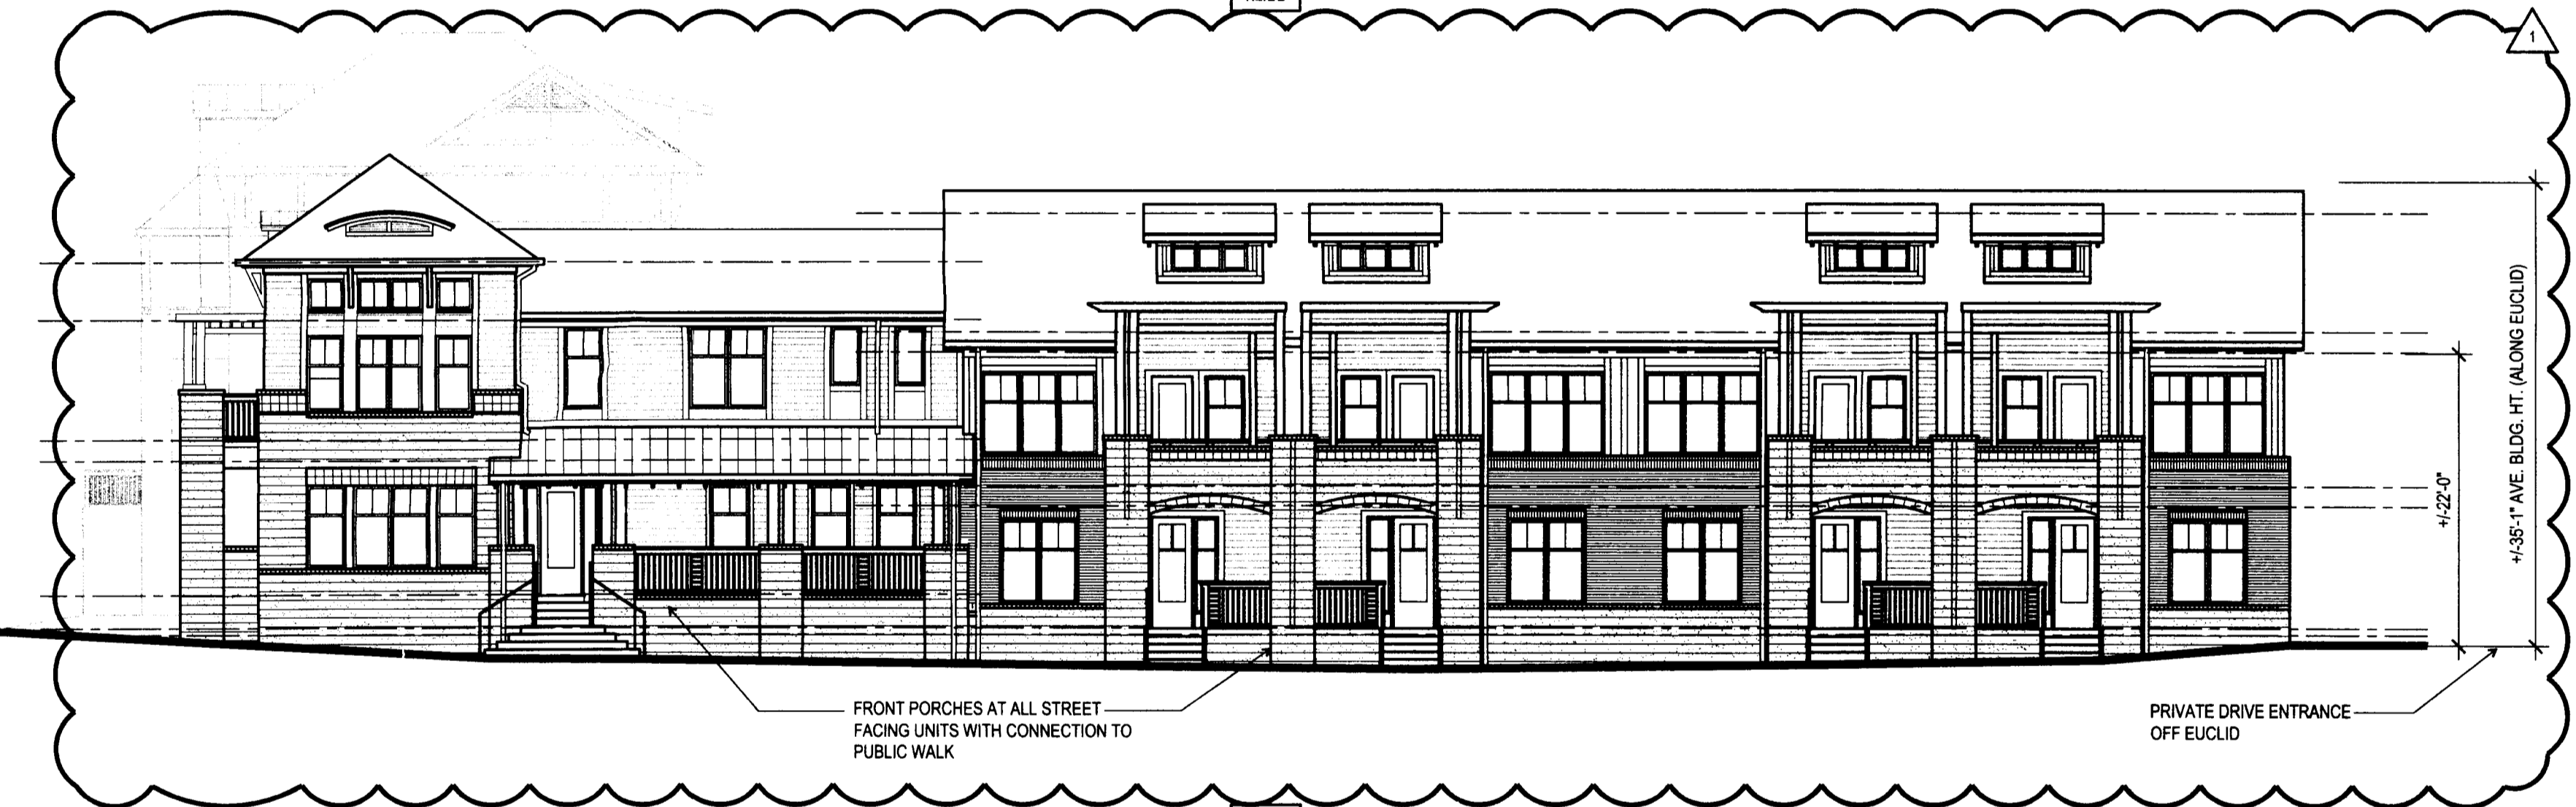 1
+/-35'-1" AVE. BLDG. HT. (ALONG EUCLID)
+/-22'-0"
FRONT PORCHES AT ALL STREET
FACING UNITS WITH CONNECTION TO
PUBLIC WALK
PRIVATE DRIVE ENTRANCE
OFF EUCLID